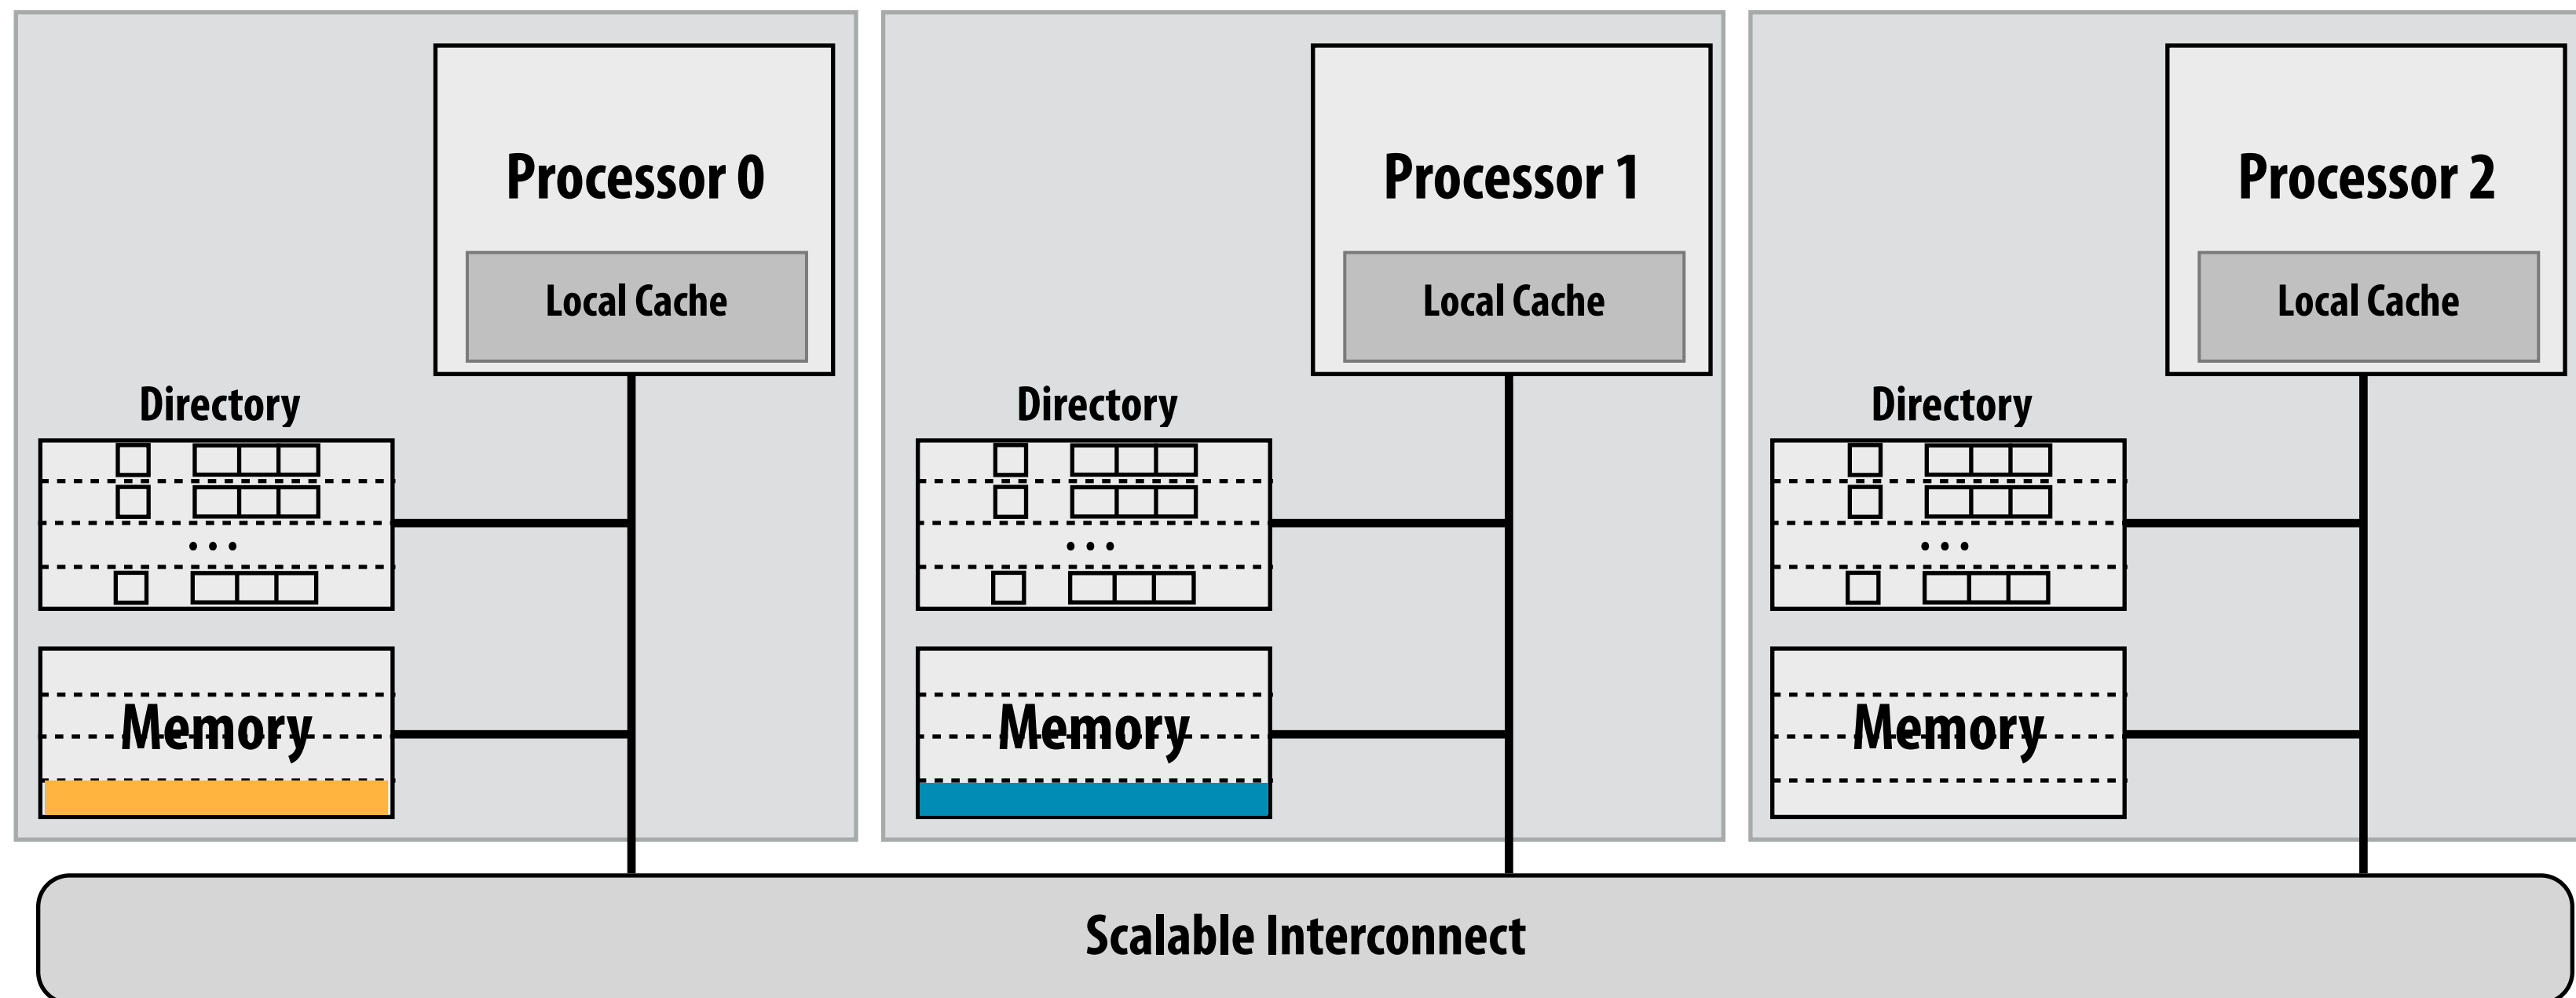 Processor 0
Processor 1
Processor 2
Local Cache
Local Cache
Local Cache
Directory
Directory
Directory
• • •
• • •
• • •
Memory
Memory
Memory
Scalable Interconnect